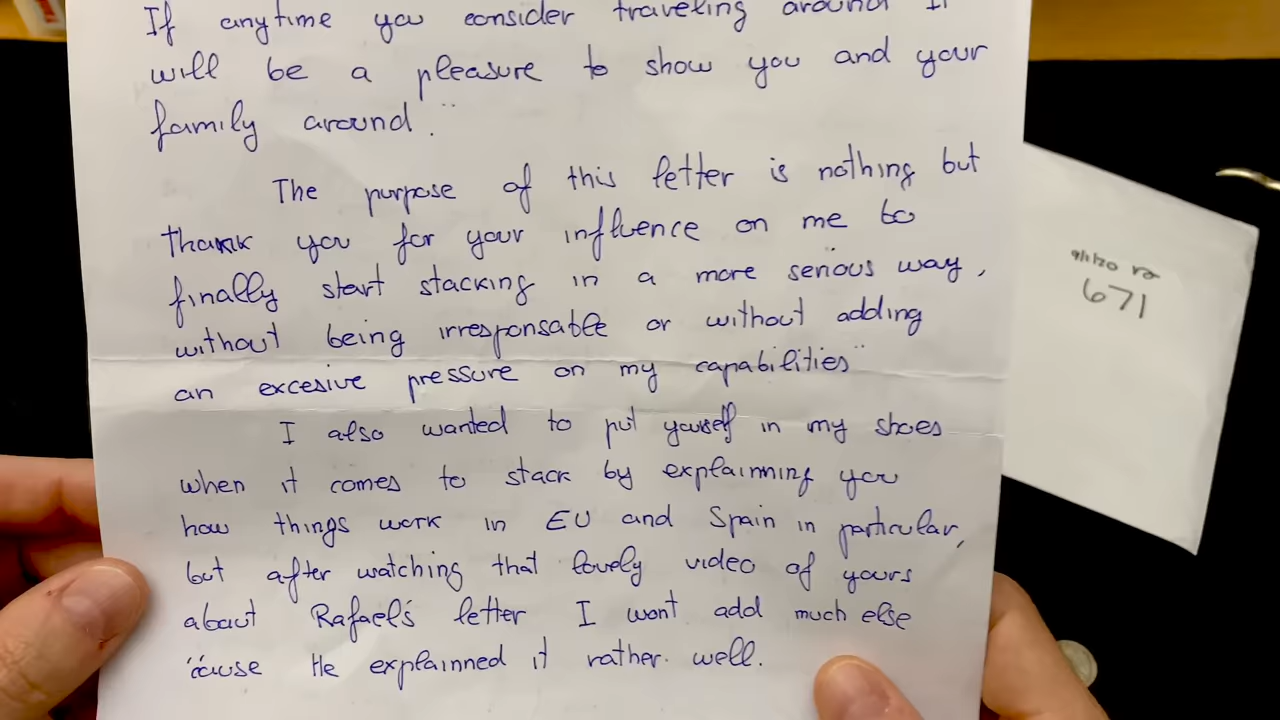 If anytime you consider traveling around it
will be a pleasure to show you and your
family around.
The purpose of this letter is nothing but
thank you for your influence on me to
finally start stacking in a more serious way,
without being irresponsable or without adding
an excesive pressure on my capabilities
I also wanted to put yourself in my shoes
when it comes to stack by explainning you
how things work in EU and Spain in particular,
but after watching that lovely video of yours
about Rafael's letter I wont add much else
'cause He explainned it rather well.
9/1/20
671